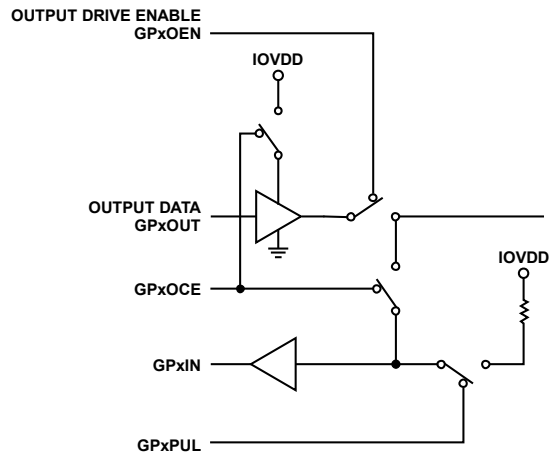 OUTPUT DRIVE ENABLE
GPxOEN
IOVDD
OUTPUT DATA
GPxOUT
IOVDD
GPxOCE
GPxIN
GPxPUL